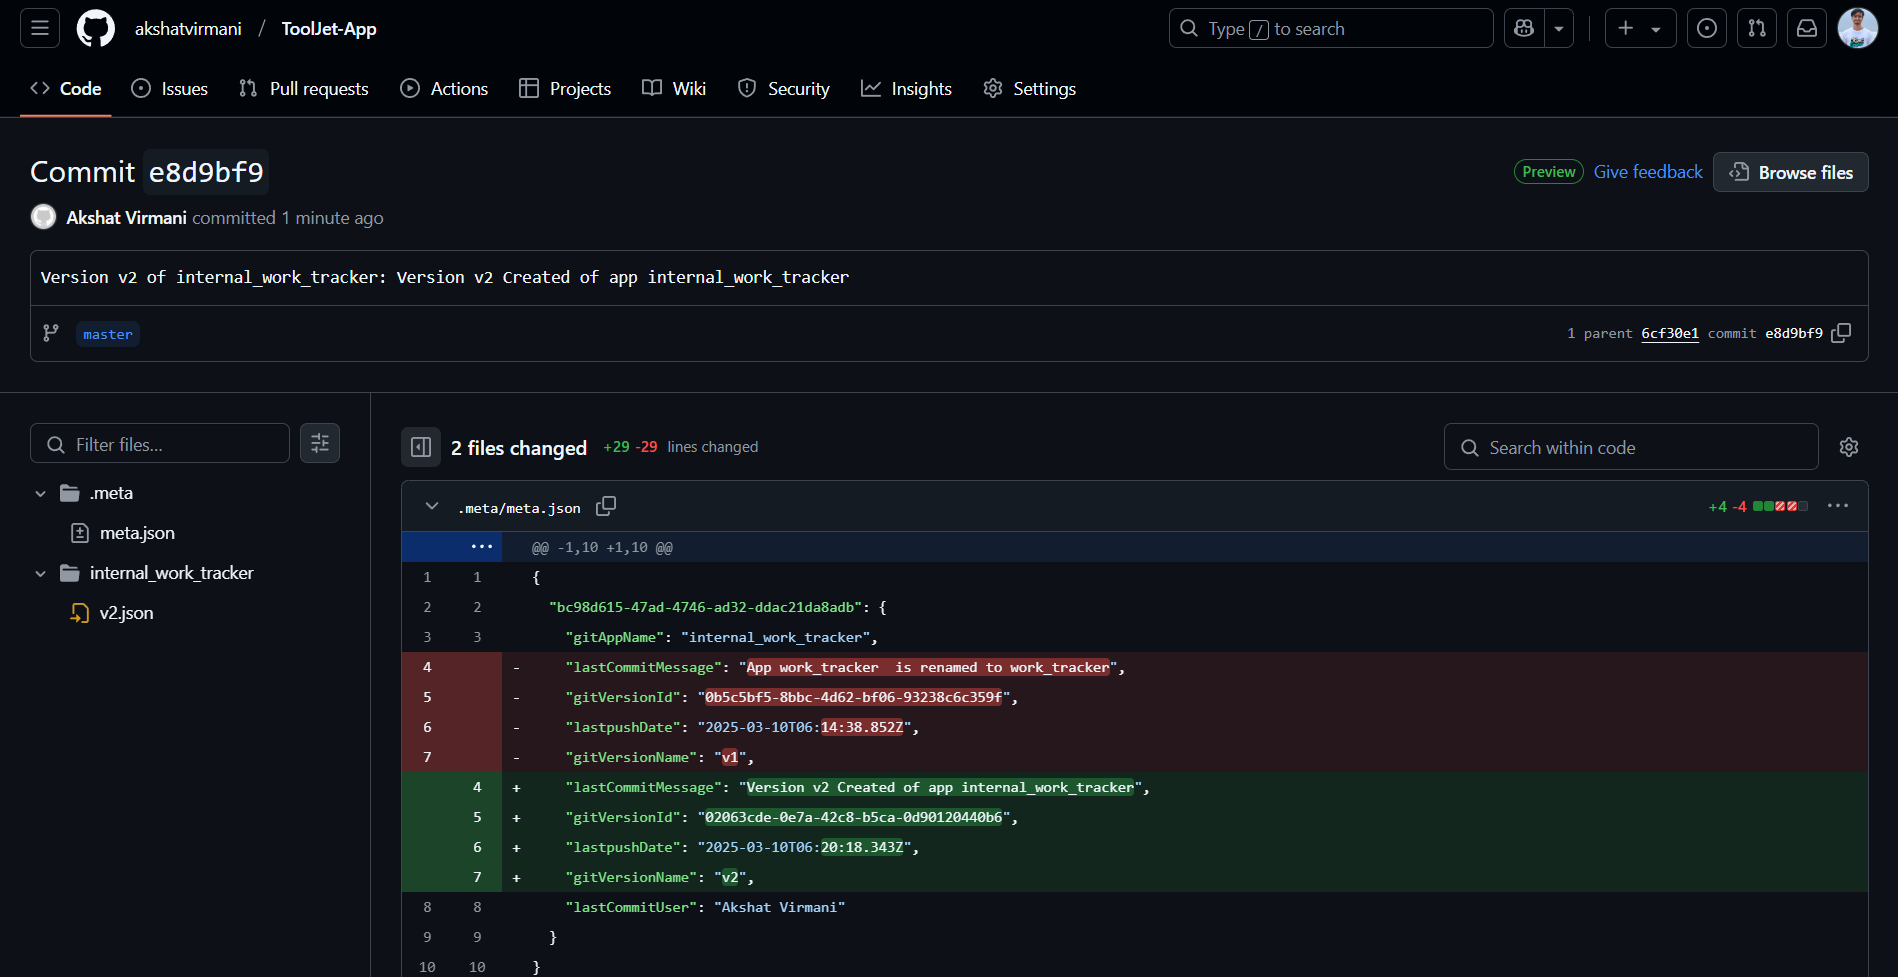 akshatvirmani / ToolJet-App
Type / to search
Code Issues Pull requests Actions Projects Wiki Security Insights Settings
Commit e8d9bf9
Preview Give feedback Browse files
Akshat Virmani committed 1 minute ago
Version v2 of internal_work_tracker: Version v2 Created of app internal_work_tracker
master
1 parent 6cf30e1 commit e8d9bf9
Filter files...
.meta
meta.json
internal_work_tracker
v2.json
2 files changed +29 -29 lines changed
Search within code
.meta/meta.json
+4 -4
@@ -1,10 +1,10 @@
1 1 {
2 2 "bc98d615-47ad-4746-ad32-ddac21da8adb": {
3 3 "gitAppName": "internal_work_tracker",
4 - "lastCommitMessage": "App work_tracker  is renamed to work_tracker",
5 - "gitVersionId": "0b5c5bf5-8bbc-4d62-bf06-93238c6c359f",
6 - "lastpushDate": "2025-03-10T06:14:38.852Z",
7 - "gitVersionName": "v1",
4 + "lastCommitMessage": "Version v2 Created of app internal_work_tracker",
5 + "gitVersionId": "02063cde-0e7a-42c8-b5ca-0d90120440b6",
6 + "lastpushDate": "2025-03-10T06:20:18.343Z",
7 + "gitVersionName": "v2",
8 8 "lastCommitUser": "Akshat Virmani"
9 9 }
10 10 }